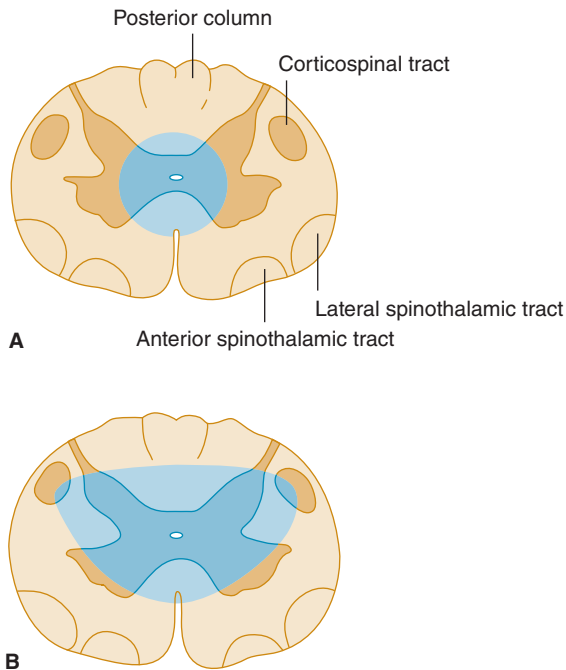 Posterior column
Corticospinal tract
Lateral spinothalamic tract
A
Anterior spinothalamic tract
B